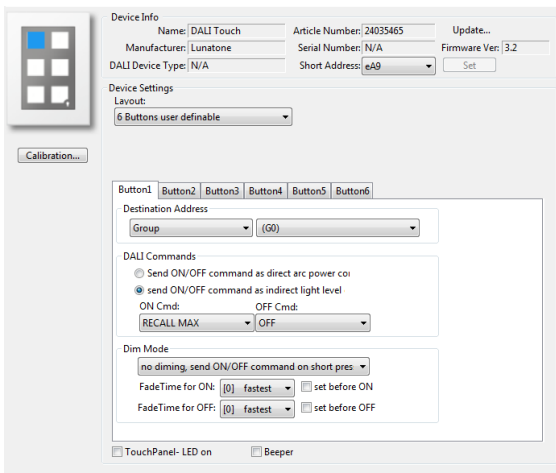 Device Info
Name: DALI Touch Article Number: 24035465 Update...
Manufacturer: Lunatone Serial Number: N/A Firmware Ver: 3.2
DALI Device Type: N/A Short Address: eA9 Set
Device Settings
Layout:
6 Buttons user definable
Calibration...
Button1 Button2 Button3 Button4 Button5 Button6
Destination Address
Group (G0)
DALI Commands
Send ON/OFF command as direct arc power cor
send ON/OFF command as indirect light level
ON Cmd: OFF Cmd:
RECALL MAX OFF
Dim Mode
no diming, send ON/OFF command on short pres
FadeTime for ON: [0] fastest set before ON
FadeTime for OFF: [0] fastest set before OFF
TouchPanel- LED on Beeper